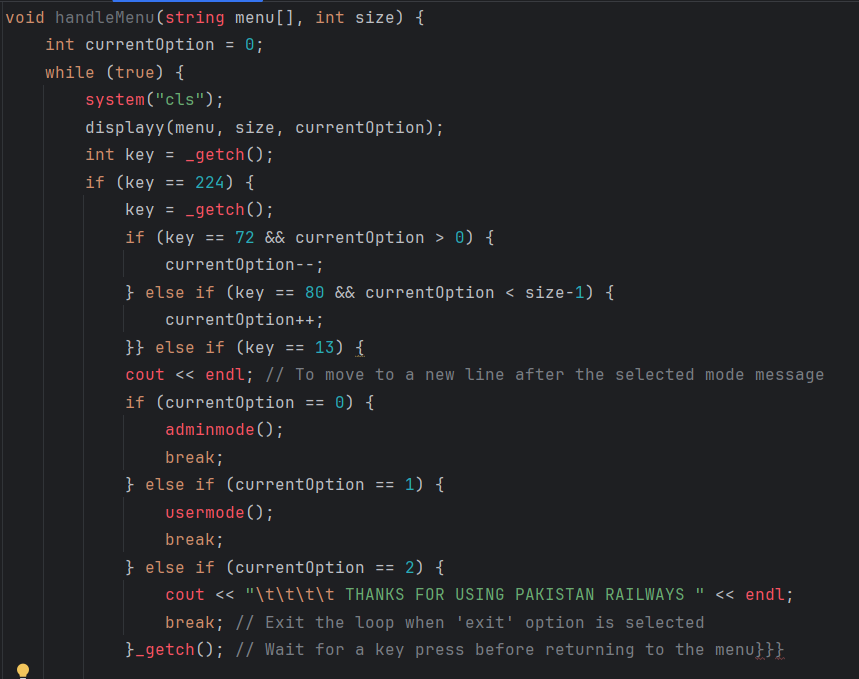 void handleMenu(string menu[], int size) {
    int currentOption = 0;
    while (true) {
        system("cls");
        displayy(menu, size, currentOption);
        int key = _getch();
        if (key == 224) {
            key = _getch();
            if (key == 72 && currentOption > 0) {
                currentOption--;
            } else if (key == 80 && currentOption < size-1) {
                currentOption++;
            }} else if (key == 13) {
            cout << endl; // To move to a new line after the selected mode message
            if (currentOption == 0) {
                adminmode();
                break;
            } else if (currentOption == 1) {
                usermode();
                break;
            } else if (currentOption == 2) {
                cout << "\t\t\t\t THANKS FOR USING PAKISTAN RAILWAYS " << endl;
                break; // Exit the loop when 'exit' option is selected
            }_getch(); // Wait for a key press before returning to the menu}}}